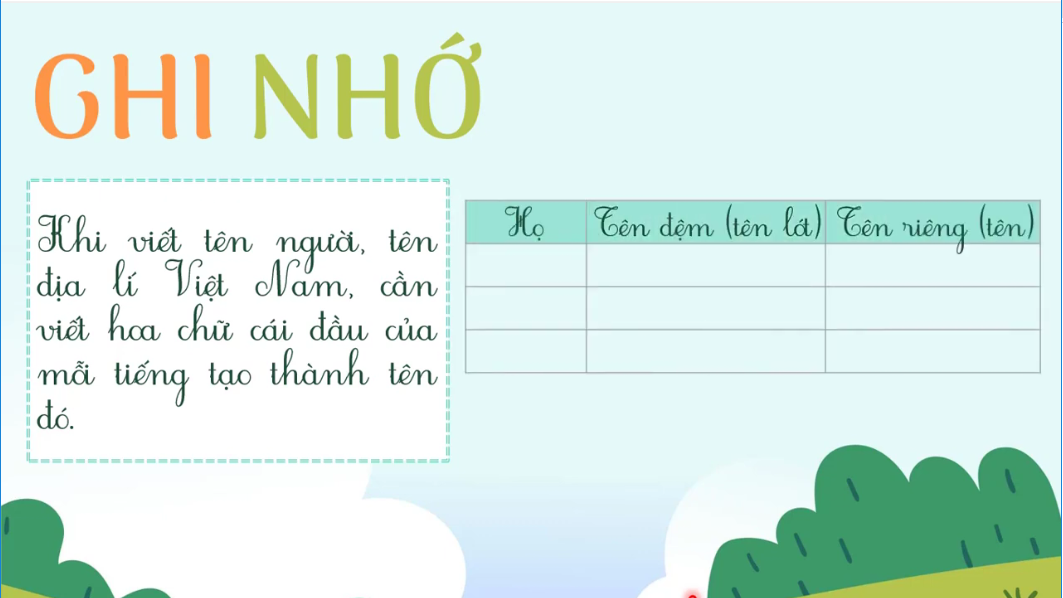 GHI NHỚ
Khi viết tên người, tên
địa lí Việt Nam, cần
viết hoa chữ cái đầu của
mỗi tiếng tạo thành tên
đó.
Họ Tên đệm (tên lót) Tên riêng (tên)